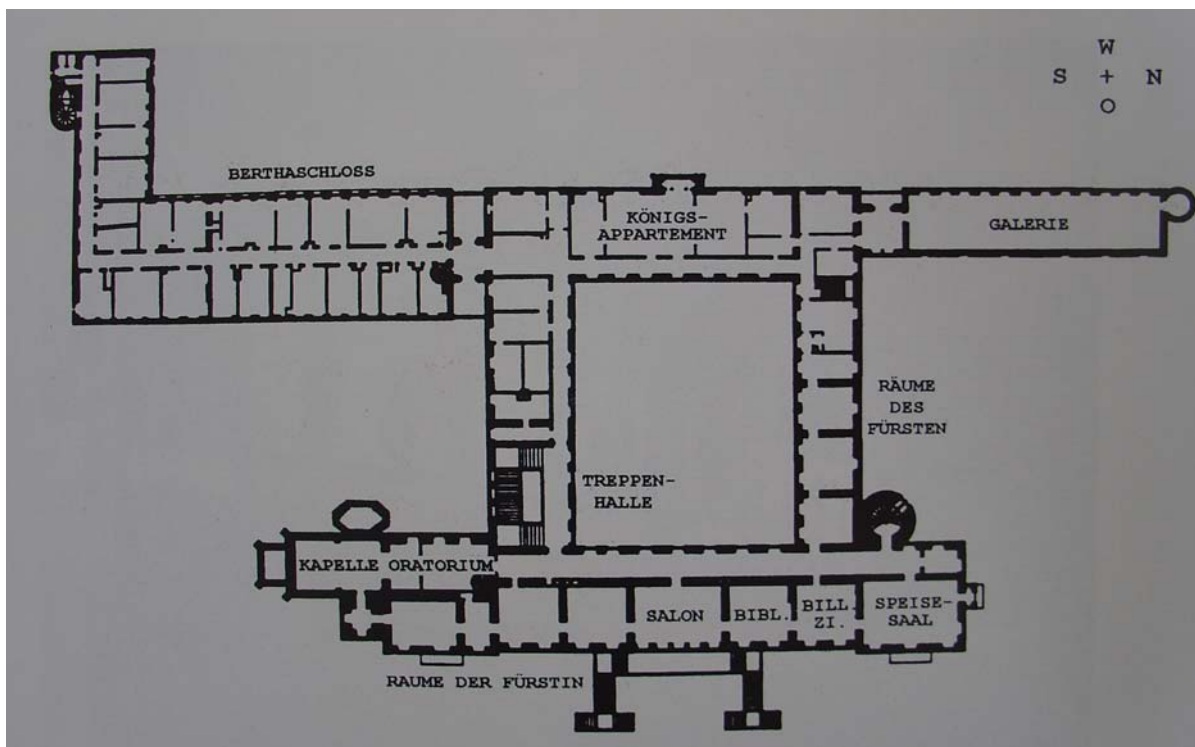 W
S + N
O
BERTHASCHLOSS
KÖNIGS-
APPARTEMENT
GALERIE
RÄUME
DES
FÜRSTEN
TREPPEN-
HALLE
KAPELLE ORATORIUM
SALON
BIBL.
BILL.
ZI.
SPEISE-
SAAL
RAUME DER FÜRSTIN